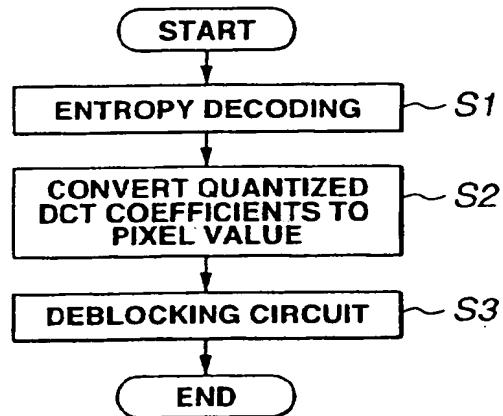 START
ENTROPY DECODING
S1
CONVERT QUANTIZED
DCT COEFFICIENTS TO
PIXEL VALUE
S2
DEBLOCKING CIRCUIT
S3
END